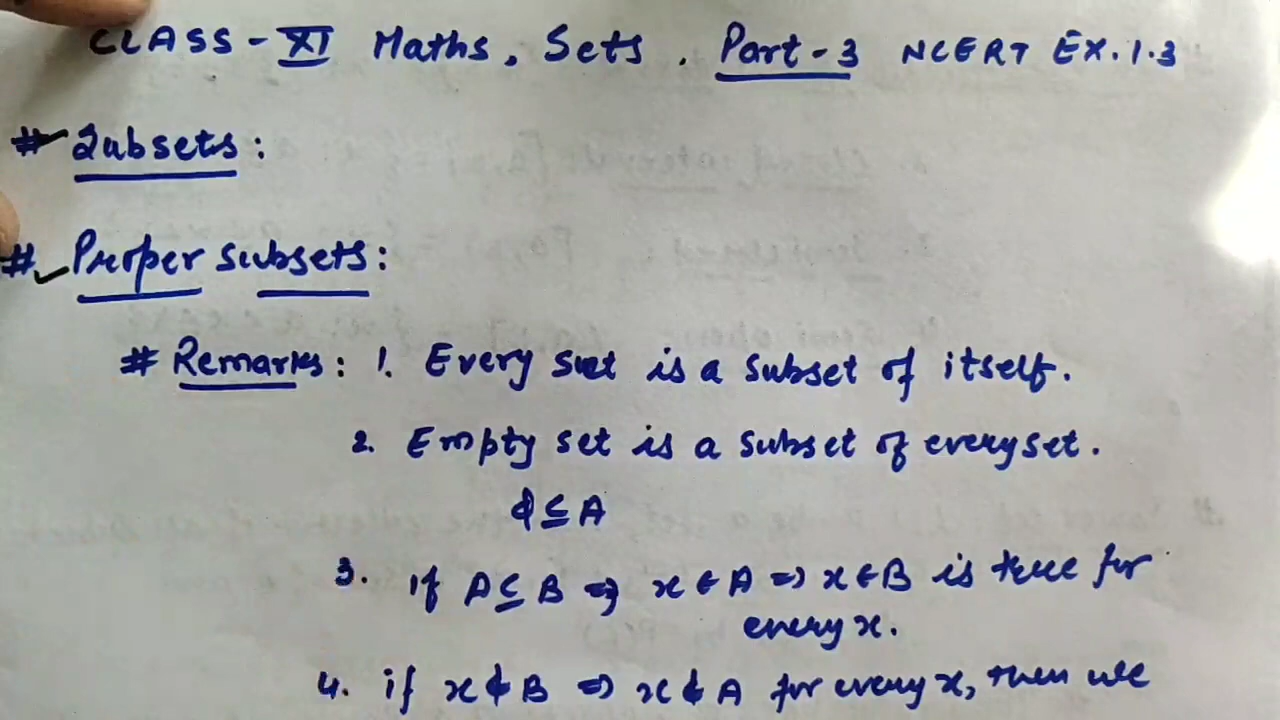 CLASS-XI Maths, Sets. Part-3 NCERT EX.1.3
# Subsets:
# Proper subsets:
# Remarks: 1. Every set is a subset of itself.
2. Empty set is a subset of every set.
ϕ⊆A
3. if A⊆B ⇒ x∈A ⇒ x∈B is true for
every x.
4. if x∉B ⇒ x∉A for every x, then we